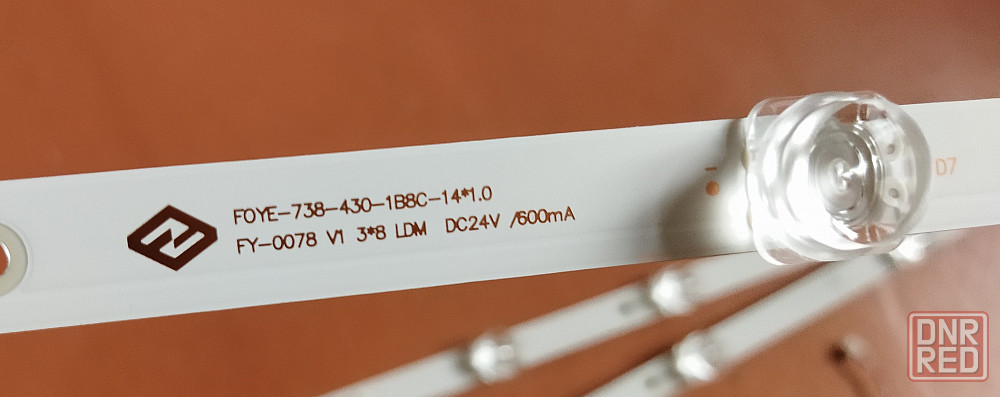 FOYE-738-430-1B8C-14*1.0
FY-0078 V1 3*8 LDM DC24V /600mA
D7
DNR
RED